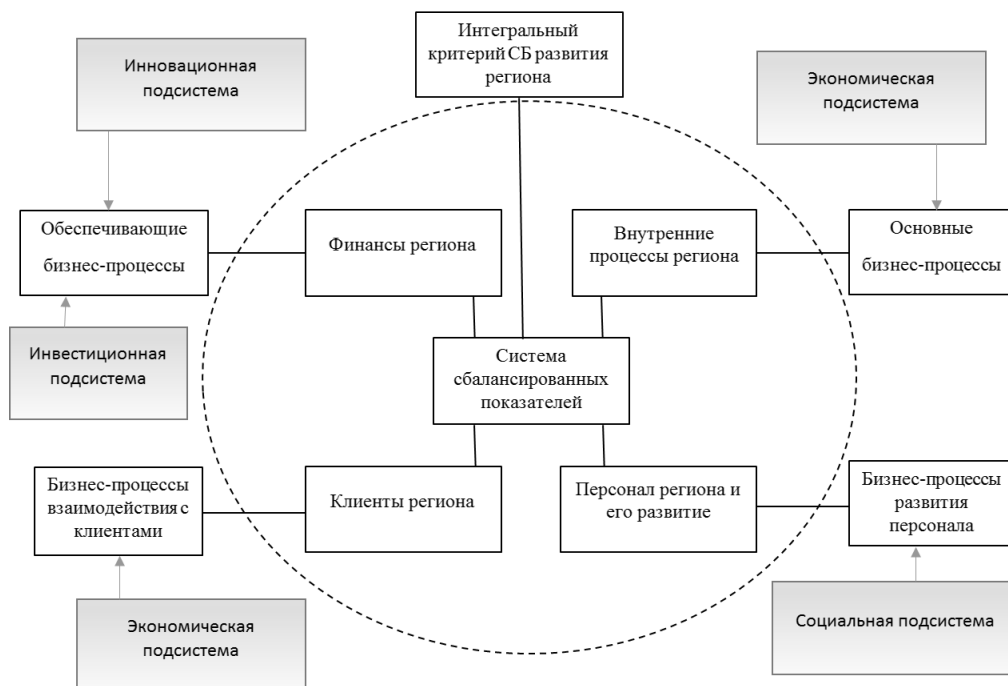 Интегральный
критерий СБ развития
региона
Инновационная
подсистема
Экономическая
подсистема
Обеспечивающие
бизнес-процессы
Финансы региона
Внутренние
процессы региона
Основные
бизнес-процессы
Инвестиционная
подсистема
Система
сбалансированных
показателей
Бизнес-процессы
взаимодействия с
клиентами
Клиенты региона
Персонал региона и
его развитие
Бизнес-процессы
развития
персонала
Экономическая
подсистема
Социальная подсистема